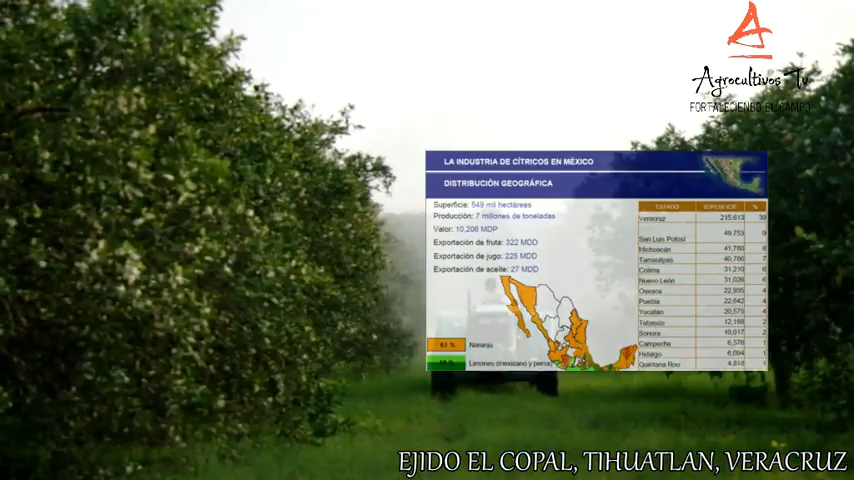 Agrocultivos Tv
FORTALECIENDO EL CAMPO
LA INDUSTRIA DE CÍTRICOS EN MÉXICO
DISTRIBUCIÓN GEOGRÁFICA
Superficie: 549 mil hectáreas
Producción: 7 millones de toneladas
Valor: 10,206 MDP
Exportación de fruta: 322 MDD
Exportación de jugo: 225 MDD
Exportación de aceite: 27 MDD
61 % Naranja
Limones (mexicano y persa)
ESTADO SUPERFICIE %
Veracruz 215,613 39
San Luis Potosí 49,753 9
Michoacán 41,780 8
Tamaulipas 40,766 7
Colima 31,210 6
Nuevo León 31,026 6
Oaxaca 22,935 4
Puebla 22,642 4
Yucatán 20,575 4
Tabasco 12,188 2
Sonora 10,017 2
Campeche 6,576 1
Hidalgo 6,094 1
Quintana Roo 4,818 1
EJIDO EL COPAL, TIHUATLAN, VERACRUZ